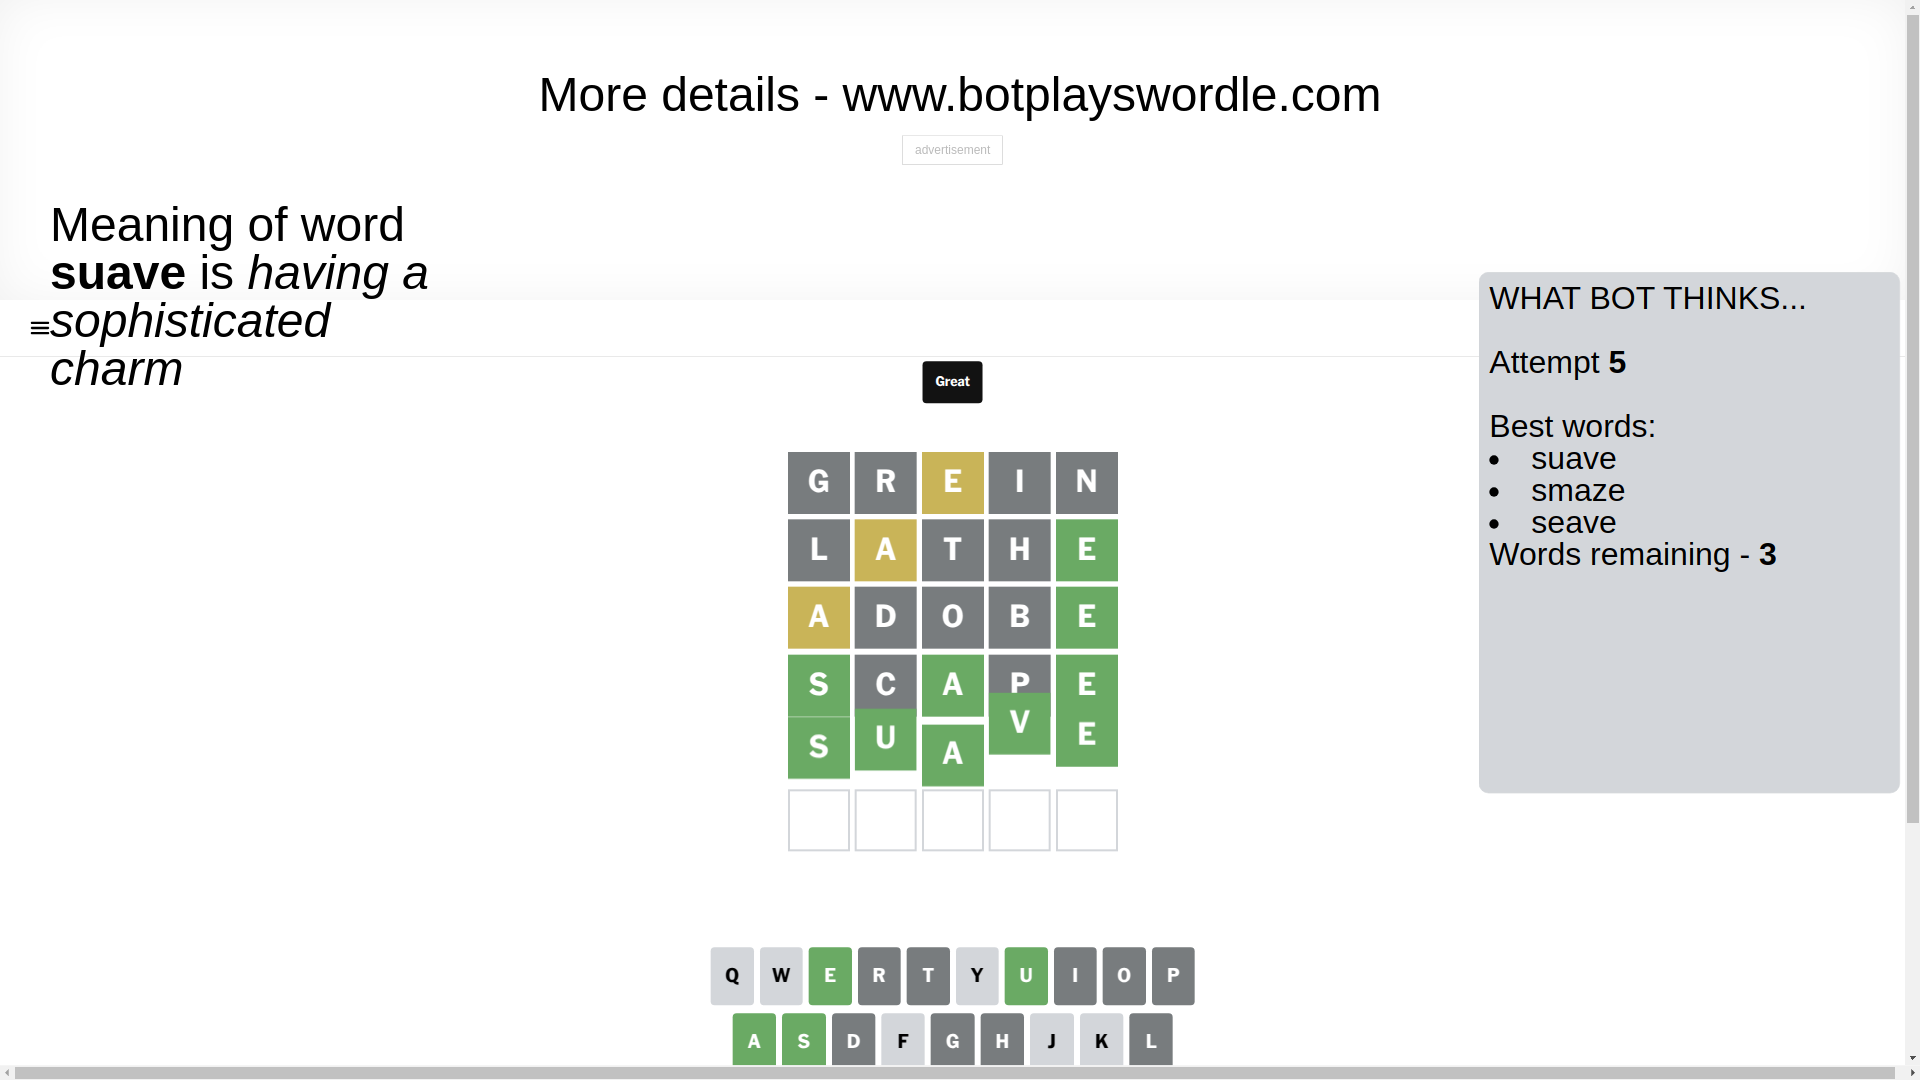 More details - www.botplayswordle.com
advertisement
Meaning of word
suave is having a
sophisticated
charm
WHAT BOT THINKS...
Attempt 5
Best words:
suave
smaze
seave
Words remaining - 3
Great
G R E I N
L A T H E
A D O B E
S C A P E
S U A V E
Q W E R T Y U I O P
A S D F G H J K L